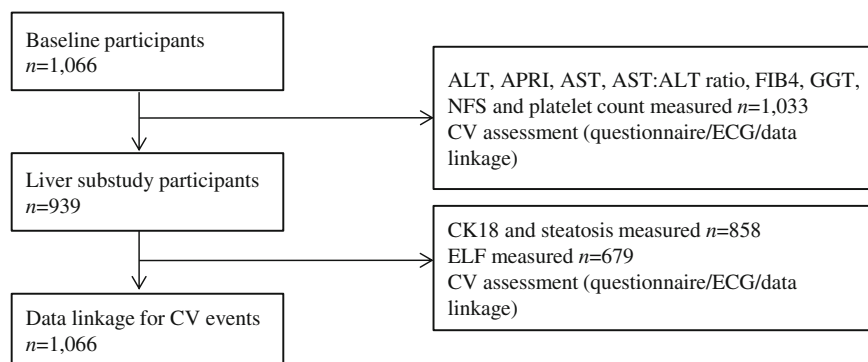 Baseline participants
n=1,066
ALT, APRI, AST, AST:ALT ratio, FIB4, GGT,
NFS and platelet count measured n=1,033
CV assessment (questionnaire/ECG/data
linkage)
Liver substudy participants
n=939
CK18 and steatosis measured n=858
ELF measured n=679
CV assessment (questionnaire/ECG/data
linkage)
Data linkage for CV events
n=1,066